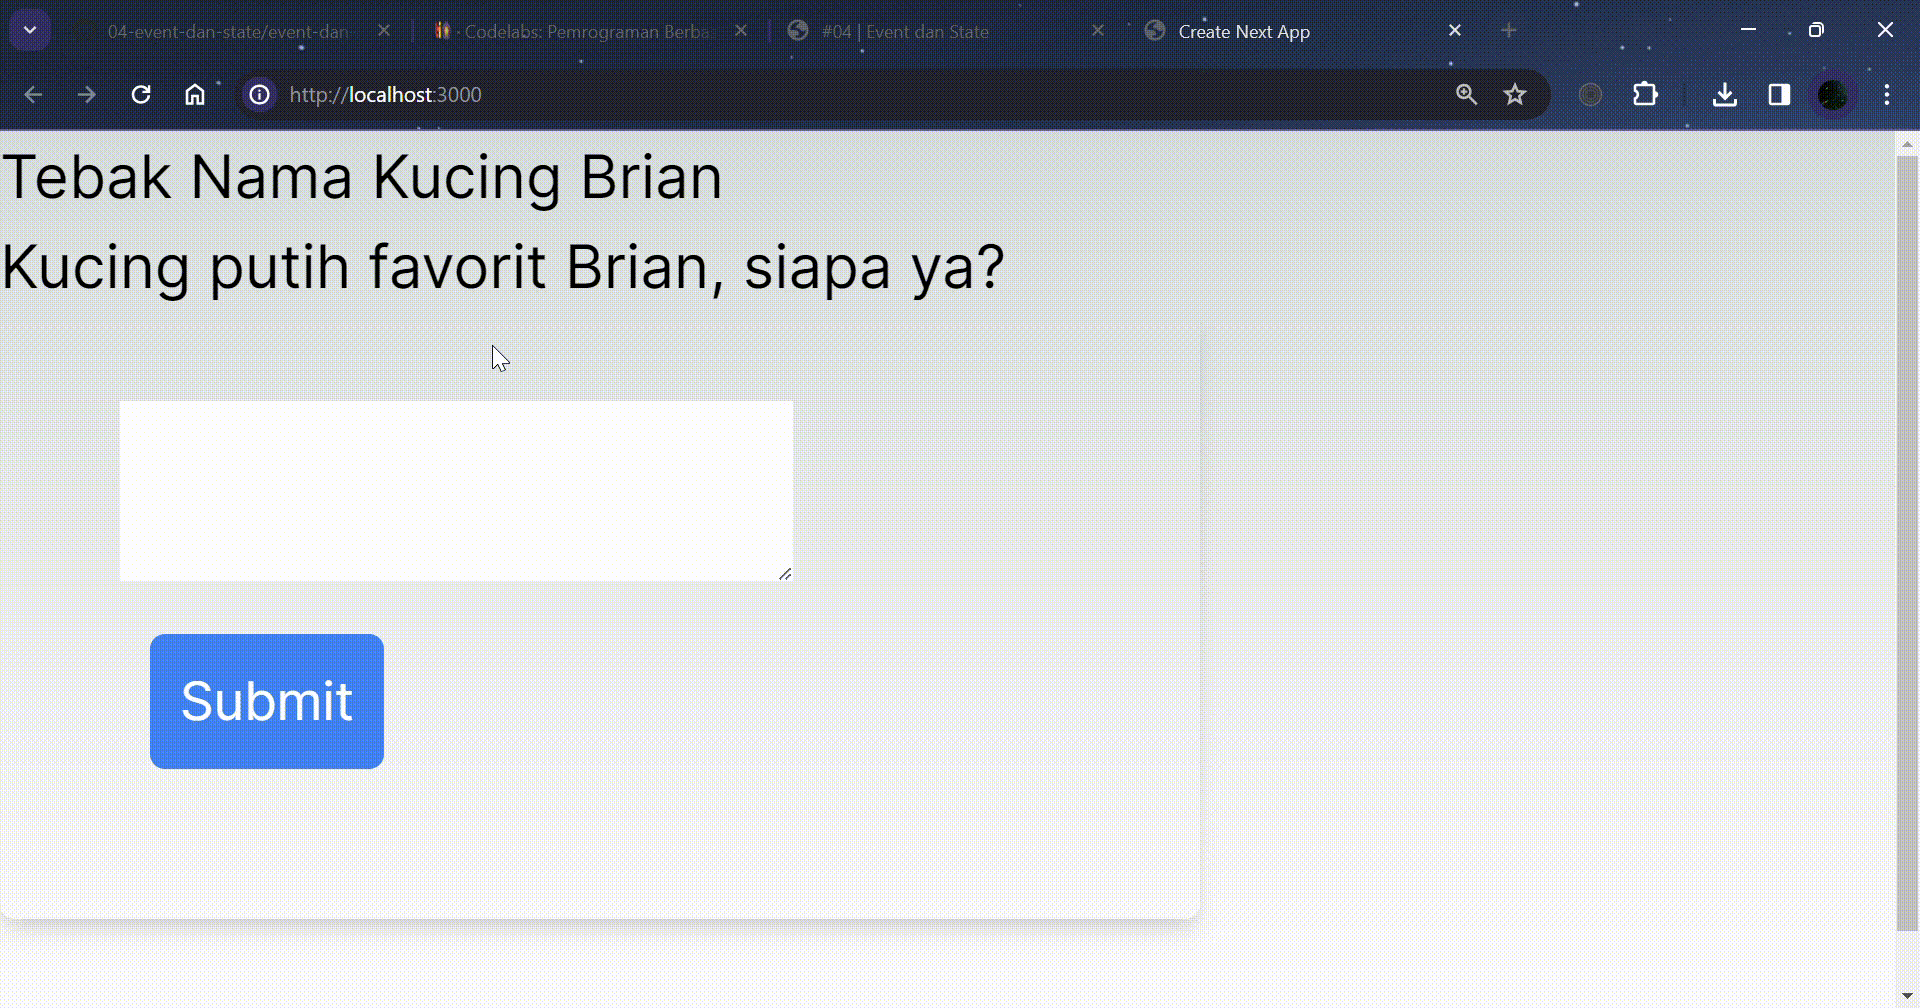 04-event-dan-state/event-dan-
Codelabs: Pemrograman Berba
#04 | Event dan State
Create Next App
http://localhost:3000
Tebak Nama Kucing Brian
Kucing putih favorit Brian, siapa ya?
Submit